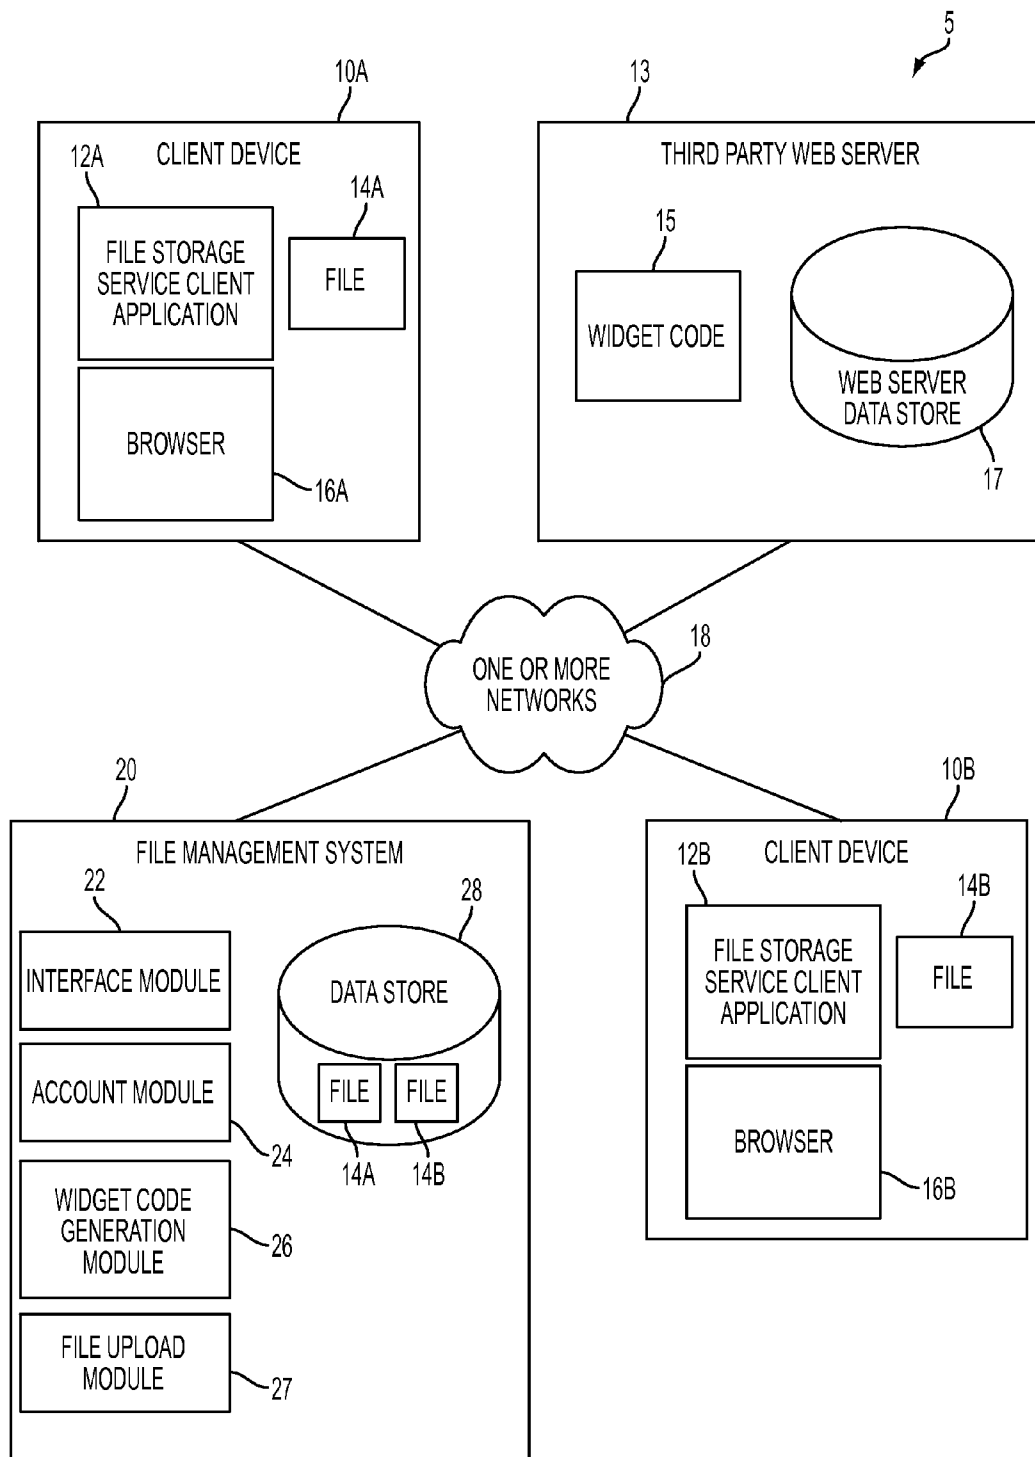 5
10A
CLIENT DEVICE
12A
FILE STORAGE
SERVICE CLIENT
APPLICATION
14A
FILE
BROWSER
16A
13
THIRD PARTY WEB SERVER
15
WIDGET CODE
WEB SERVER
DATA STORE
17
ONE OR MORE
NETWORKS
18
20
FILE MANAGEMENT SYSTEM
22
INTERFACE MODULE
ACCOUNT MODULE
24
WIDGET CODE
GENERATION
MODULE
26
FILE UPLOAD
MODULE
27
28
DATA STORE
FILE
FILE
14A
14B
10B
CLIENT DEVICE
12B
FILE STORAGE
SERVICE CLIENT
APPLICATION
14B
FILE
BROWSER
16B